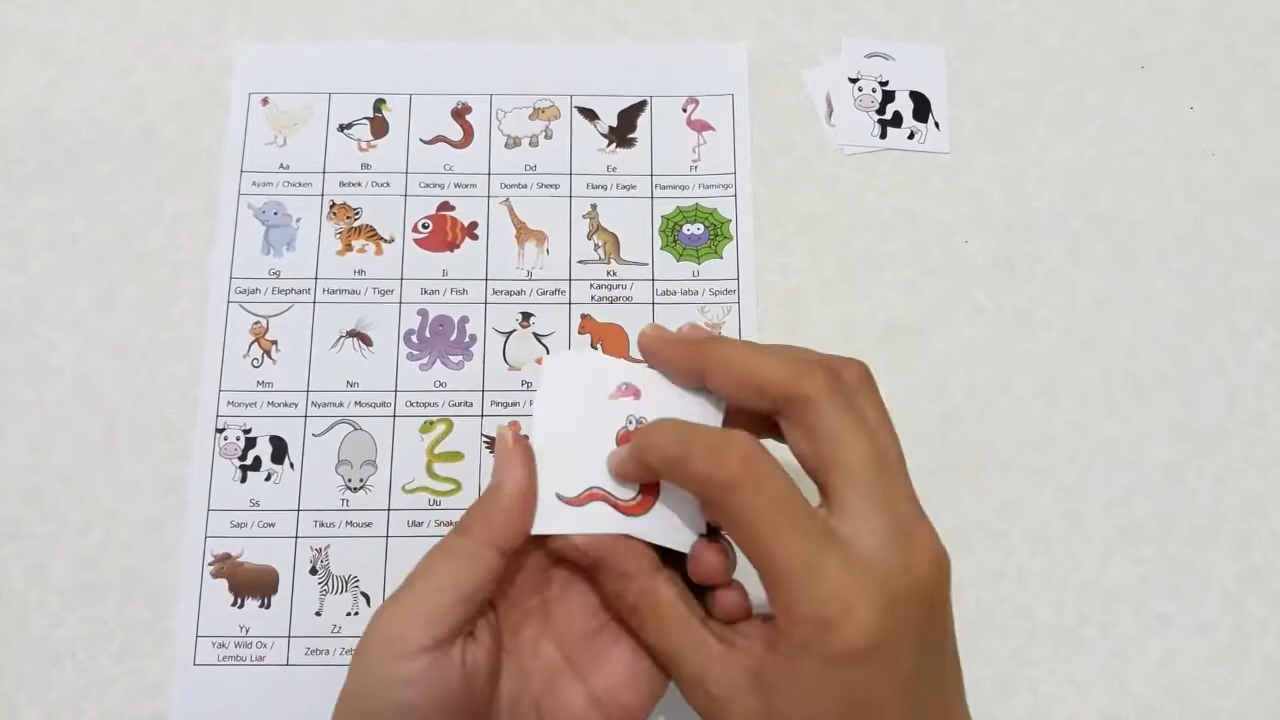 Aa Bb Cc Dd Ee Ff
Ayam / Chicken Bebek / Duck Cacing / Worm Domba / Sheep Elang / Eagle Flamingo / Flamingo
Gg Hh Ii Jj Kk Ll
Gajah / Elephant Harimau / Tiger Ikan / Fish Jerapah / Giraffe Kanguru / Kangaroo Laba-laba / Spider
Mm Nn Oo Pp
Monyet / Monkey Nyamuk / Mosquito Octopus / Gurita Pinguin /
Ss Tt Uu
Sapi / Cow Tikus / Mouse Ular /
Yy Zz
Yak/ Wild Ox / Zebra /
Lembu Liar